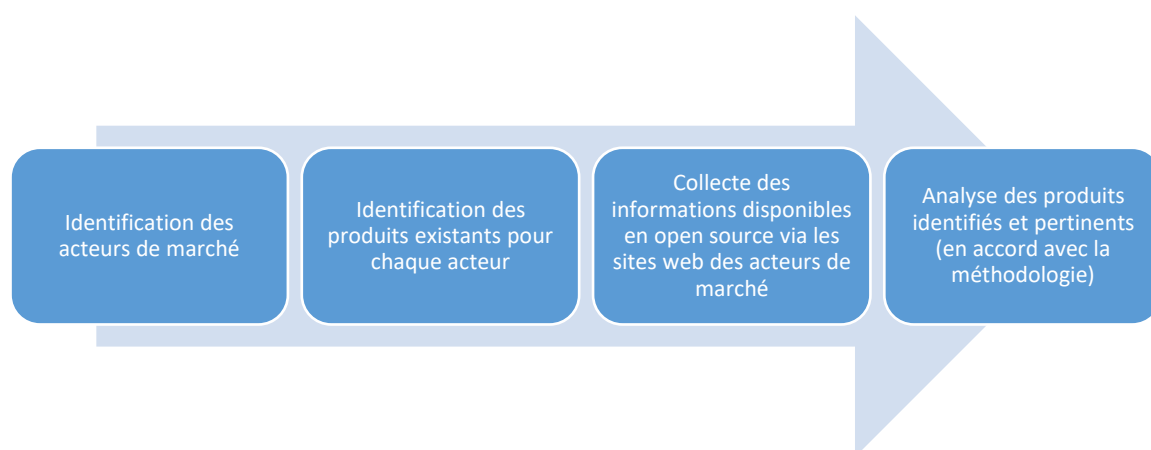 Identification des
acteurs de marché
Identification des
produits existants pour
chaque acteur
Collecte des
informations disponibles
en open source via les
sites web des acteurs de
marché
Analyse des produits
identifiés et pertinents
(en accord avec la
méthodologie)